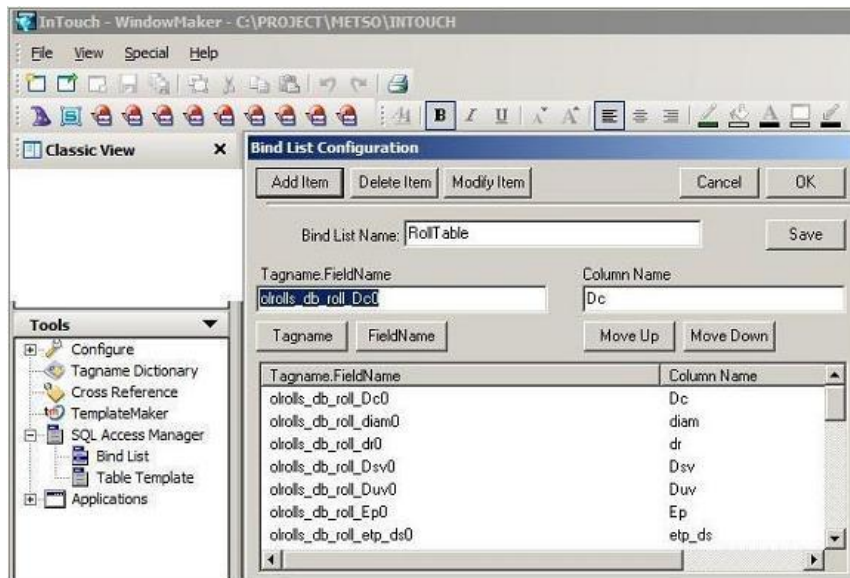 InTouch - WindowMaker - C:\PROJECT\METSO\INTOUCH
File View Special Help
B I U A A A
Classic View
Tools
Configure
Tagname Dictionary
Cross Reference
TemplateMaker
SQL Access Manager
Bind List
Table Template
Applications
Bind List Configuration
Add Item Delete Item Modify Item Cancel OK
Bind List Name: RollTable Save
Tagname.FieldName Column Name
olrolls_db_roll_Dc0 Dc
Tagname FieldName Move Up Move Down
Tagname.FieldName Column Name
olrolls_db_roll_Dc0 Dc
olrolls_db_roll_diam0 diam
olrolls_db_roll_dr0 dr
olrolls_db_roll_Dsv0 Dsv
olrolls_db_roll_Duv0 Duv
olrolls_db_roll_Ep0 Ep
olrolls_db_roll_etp_ds0 etp_ds